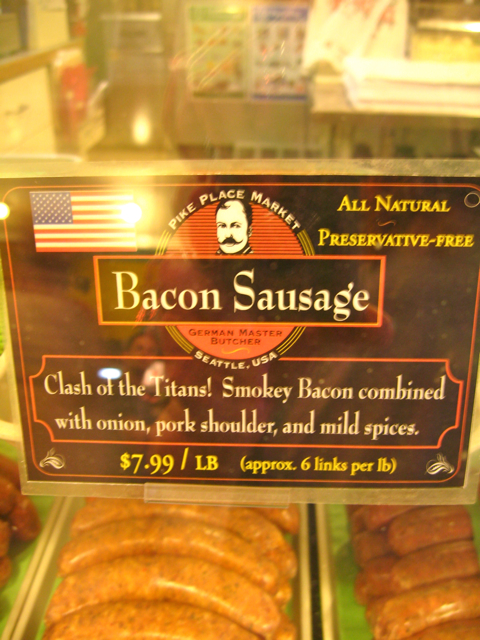 PIKE PLACE MARKET
ALL NATURAL
PRESERVATIVE-FREE
Bacon Sausage
GERMAN MASTER
BUTCHER
SEATTLE, USA
Clash of the Titans! Smokey Bacon combined
with onion, pork shoulder, and mild spices.
$7.99 / LB (approx. 6 links per lb)